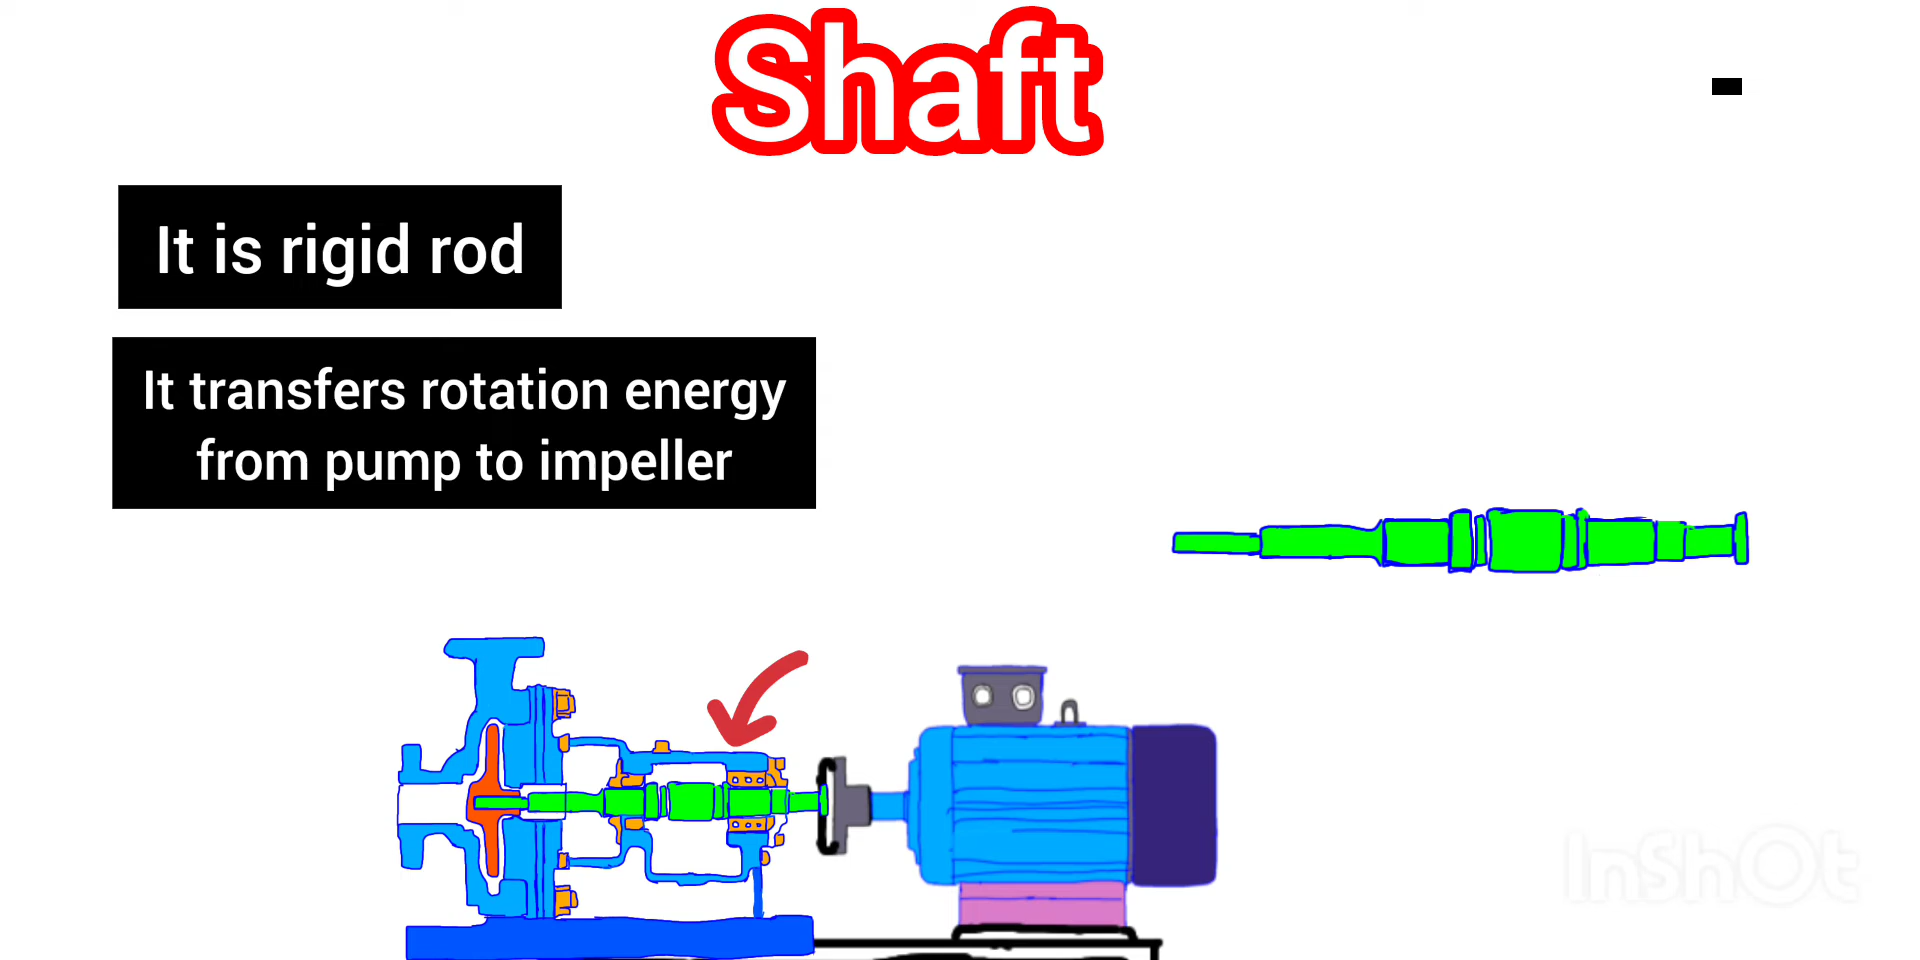 Shaft
It is rigid rod
It transfers rotation energy
from pump to impeller
InShOt